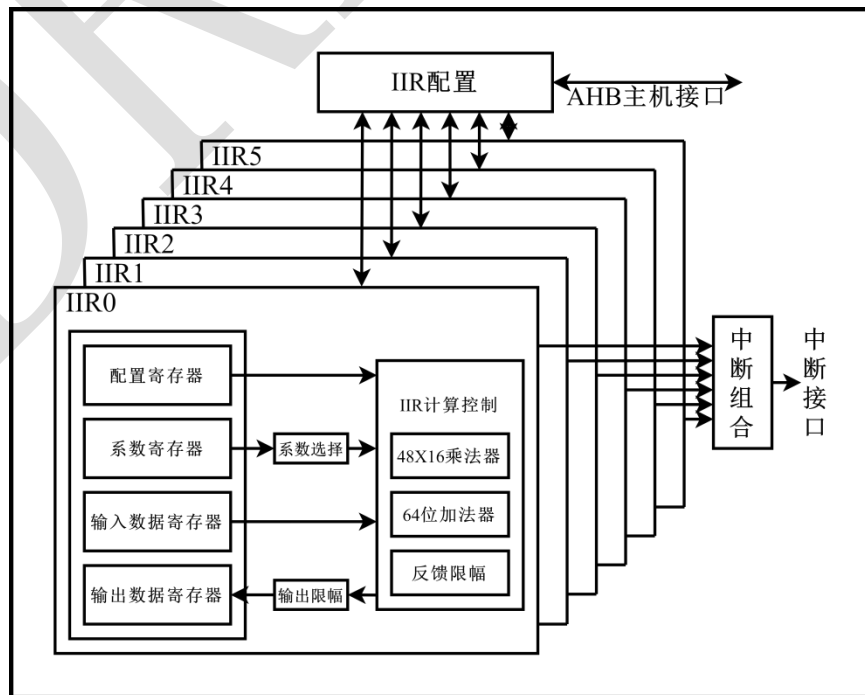 IIR配置
AHB主机接口
IIR5
IIR4
IIR3
IIR2
IIR1
IIR0
配置寄存器
系数寄存器
输入数据寄存器
输出数据寄存器
系数选择
输出限幅
IIR计算控制
48X16乘法器
64位加法器
反馈限幅
中断组合
中断接口